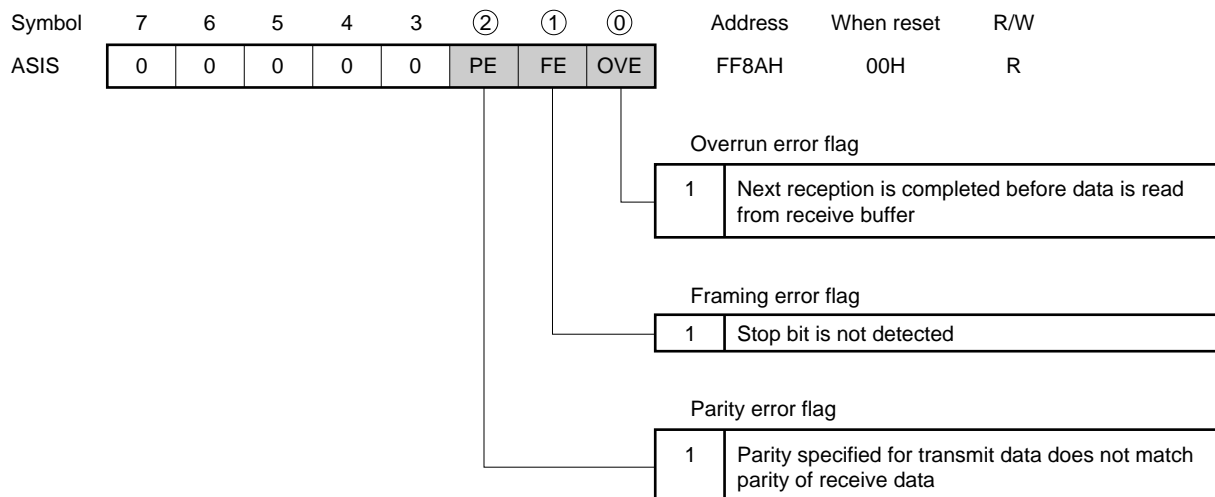 Symbol 7 6 5 4 3 ② ① ⓪ Address When reset R/W
ASIS 0 0 0 0 0 PE FE OVE FF8AH 00H R
Overrun error flag
1 Next reception is completed before data is read
from receive buffer
Framing error flag
1 Stop bit is not detected
Parity error flag
1 Parity specified for transmit data does not match
parity of receive data